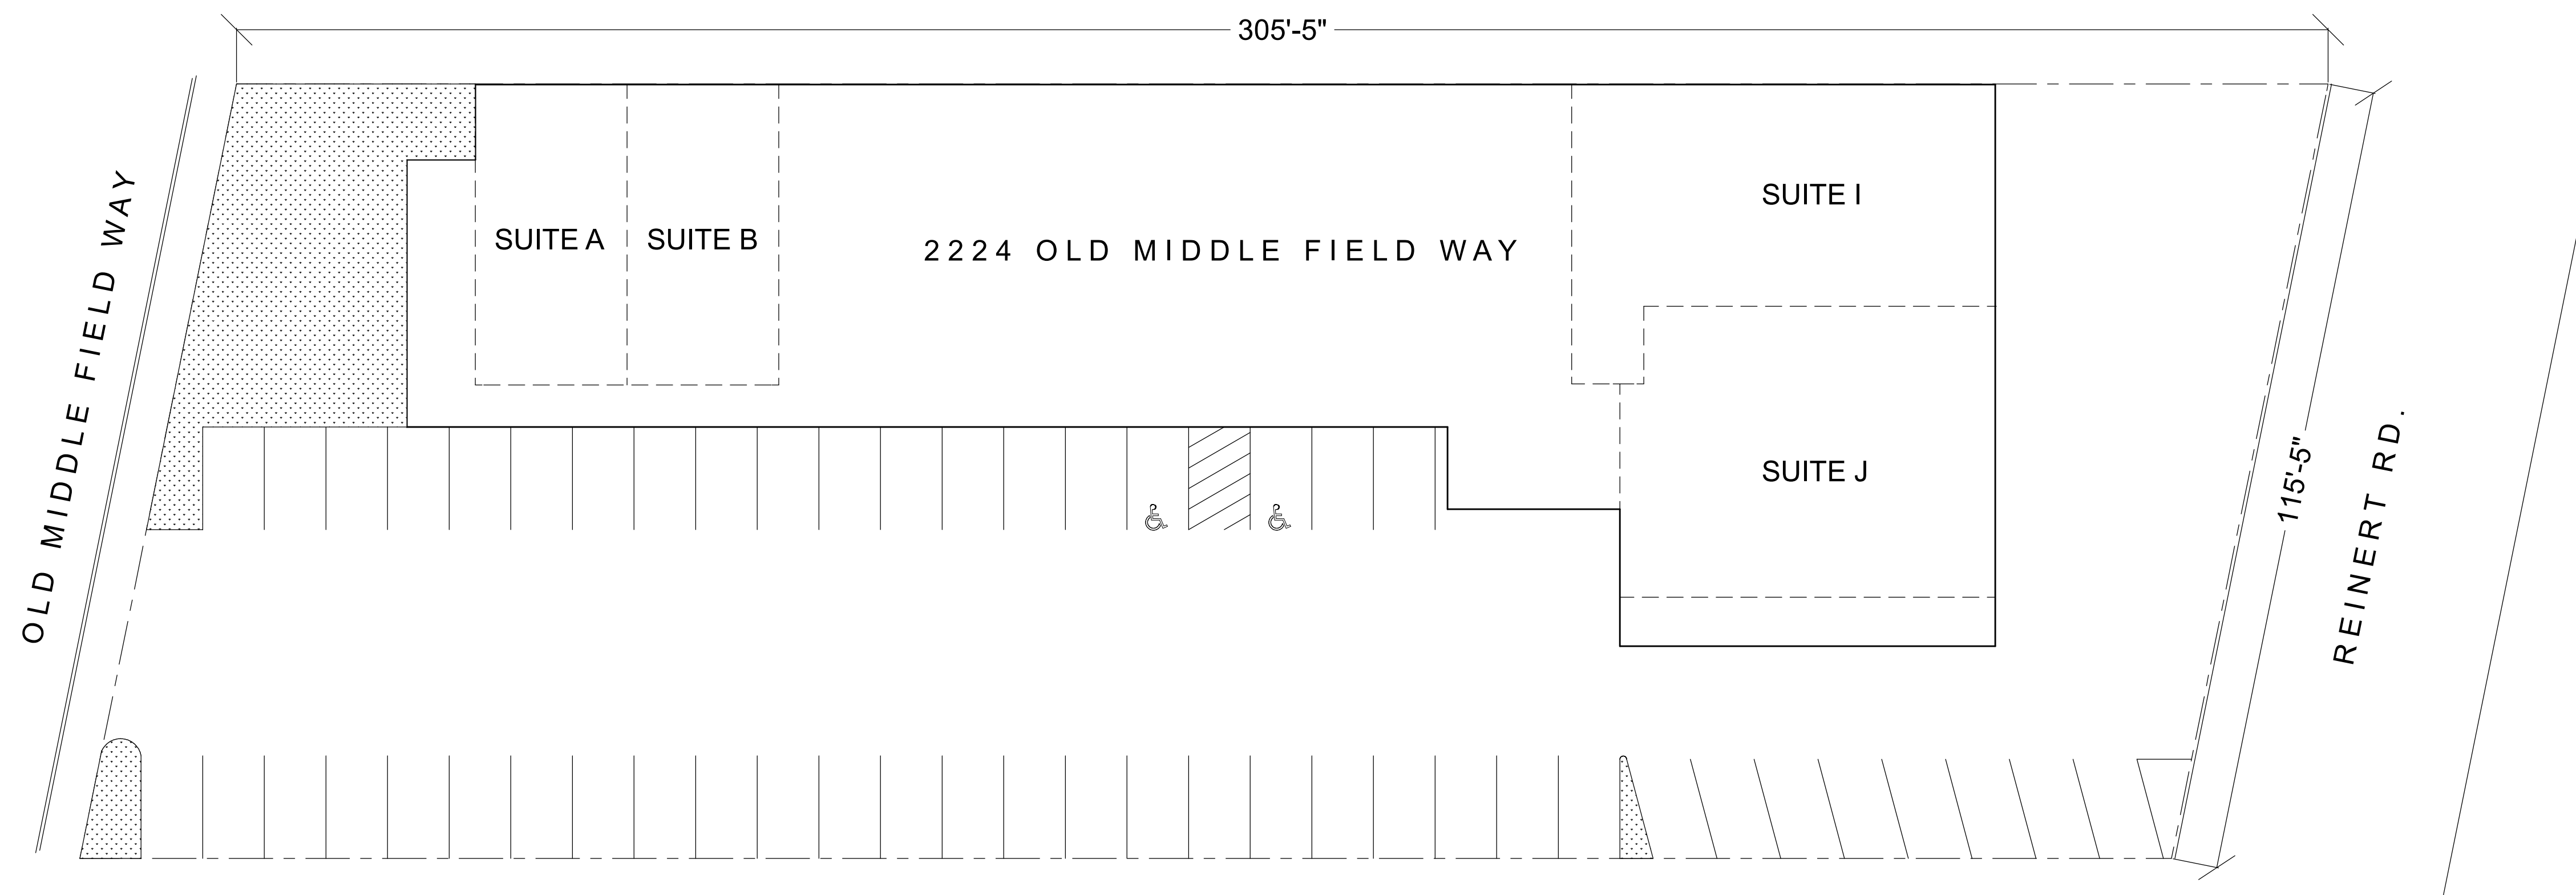 305'-5"
OLD MIDDLE FIELD WAY
SUITE A
SUITE B
2224 OLD MIDDLE FIELD WAY
SUITE I
SUITE J
115'-5"
REINERT RD.